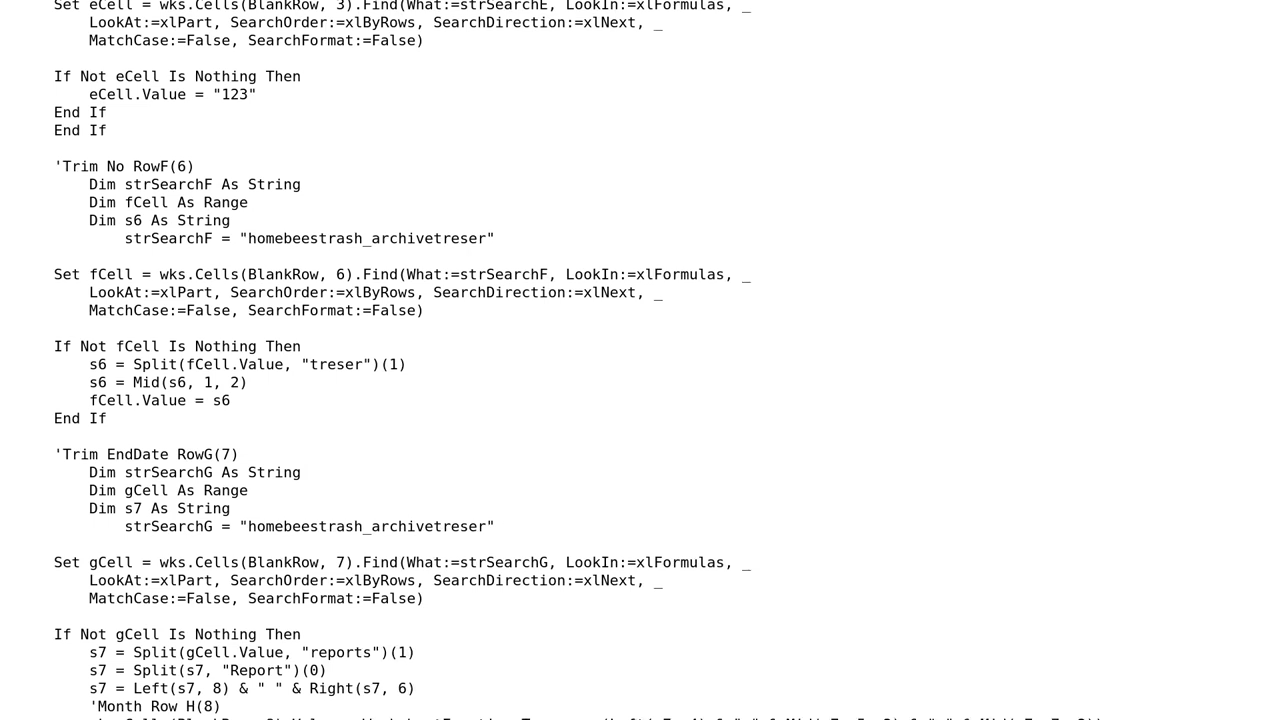 Set eCell = wks.Cells(BlankRow, 3).Find(What:=strSearchE, LookIn:=xlFormulas, _
LookAt:=xlPart, SearchOrder:=xlByRows, SearchDirection:=xlNext, _
MatchCase:=False, SearchFormat:=False)
If Not eCell Is Nothing Then
eCell.Value = "123"
End If
End If
'Trim No RowF(6)
Dim strSearchF As String
Dim fCell As Range
Dim s6 As String
strSearchF = "homebeestrash_archivetreser"
Set fCell = wks.Cells(BlankRow, 6).Find(What:=strSearchF, LookIn:=xlFormulas, _
LookAt:=xlPart, SearchOrder:=xlByRows, SearchDirection:=xlNext, _
MatchCase:=False, SearchFormat:=False)
If Not fCell Is Nothing Then
s6 = Split(fCell.Value, "treser")(1)
s6 = Mid(s6, 1, 2)
fCell.Value = s6
End If
'Trim EndDate RowG(7)
Dim strSearchG As String
Dim gCell As Range
Dim s7 As String
strSearchG = "homebeestrash_archivetreser"
Set gCell = wks.Cells(BlankRow, 7).Find(What:=strSearchG, LookIn:=xlFormulas, _
LookAt:=xlPart, SearchOrder:=xlByRows, SearchDirection:=xlNext, _
MatchCase:=False, SearchFormat:=False)
If Not gCell Is Nothing Then
s7 = Split(gCell.Value, "reports")(1)
s7 = Split(s7, "Report")(0)
s7 = Left(s7, 8) & " " & Right(s7, 6)
'Month Row H(8)